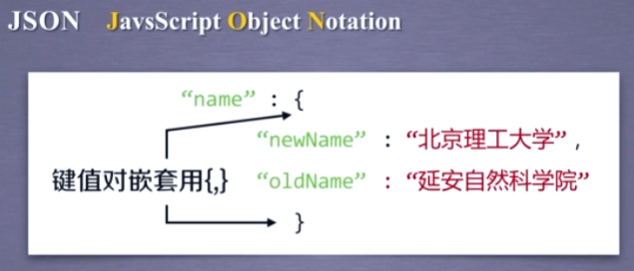 JSON JavsScript Object Notation
“name” : {
“newName” : “北京理工大学”,
键值对嵌套用{,} “oldName” : “延安自然科学院”
}